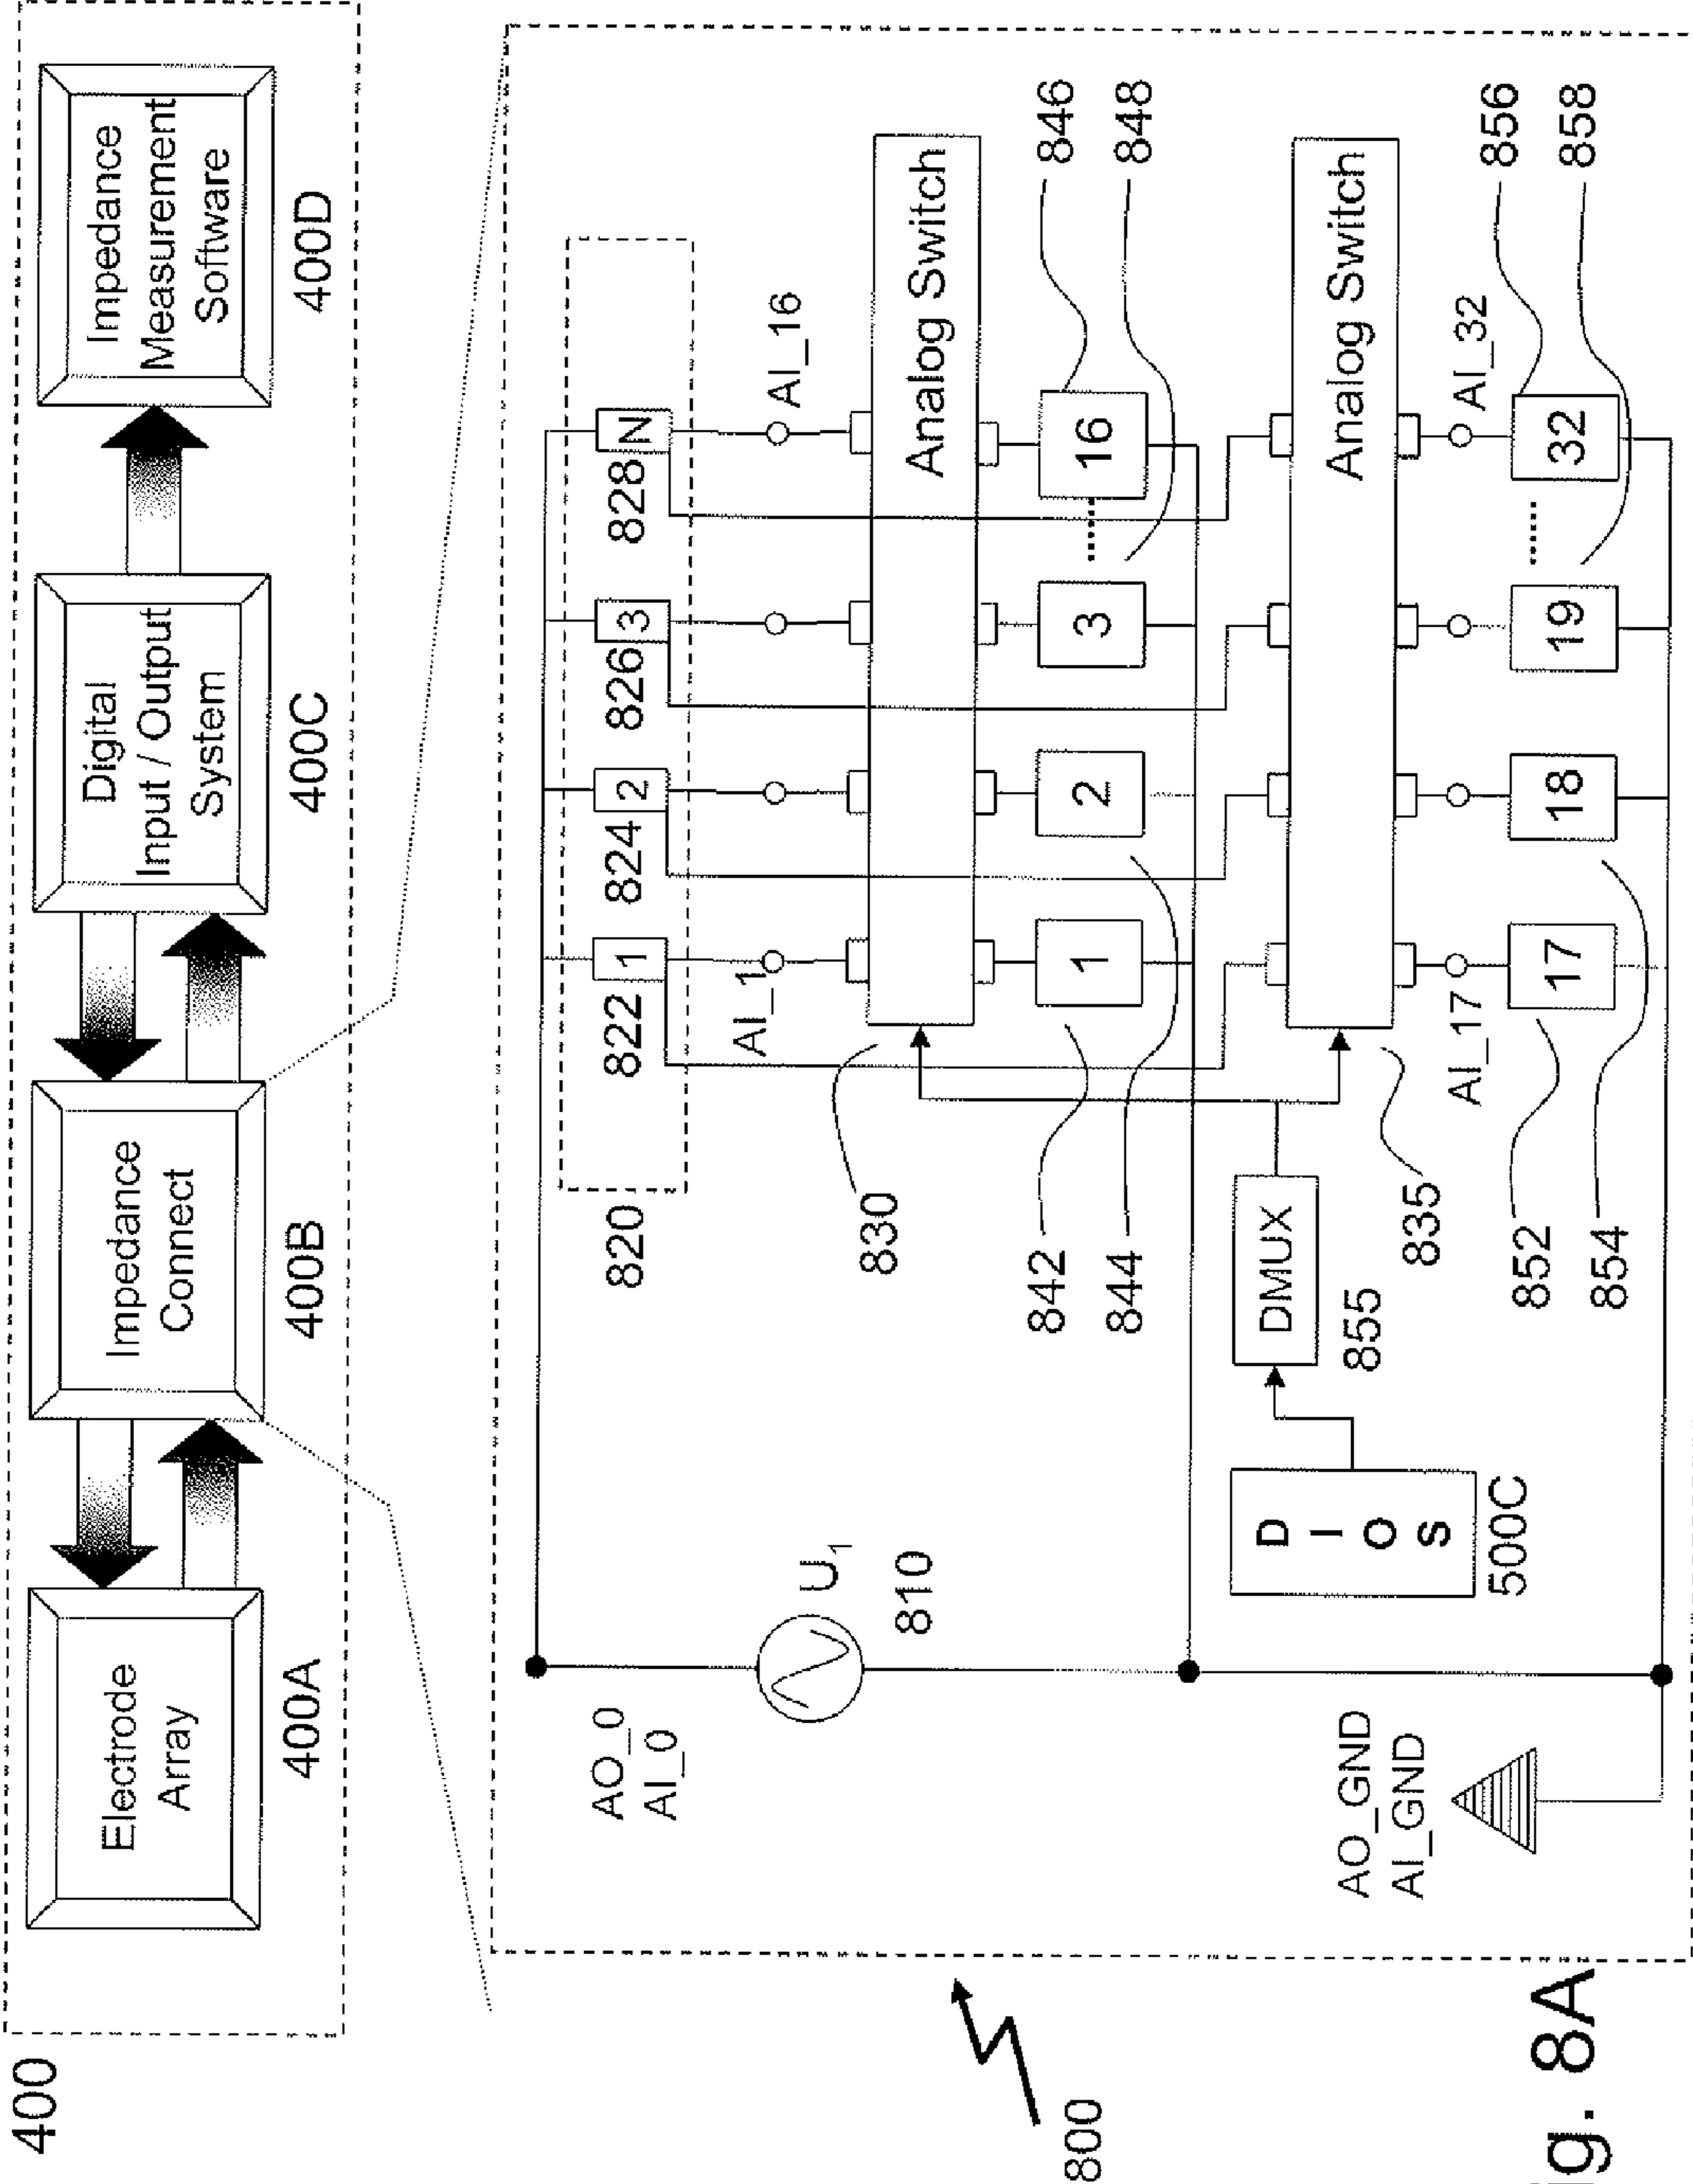 400
Electrode
Array
400A
Impedance
Connect
400B
Digital
Input / Output
System
400C
Impedance
Measurement
Software
400D
800
AO_0
AI_0
U1
810
820
822
1
824
2
826
3
828
N
AI_1
AI_16
830
Analog Switch
842
1
844
2
3
16
846
848
D
I
O
S
500C
DMUX
855
835
Analog Switch
AO_GND
AI_GND
AI_17
AI_32
852
17
854
18
19
32
856
858
g. 8A